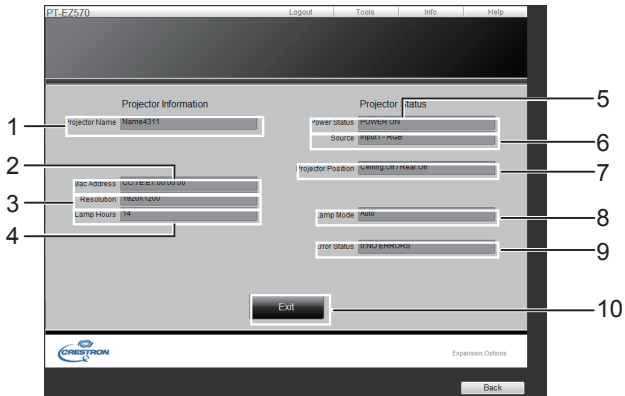 PT-EZ570 Logout Tools Info Help
Projector Information Projector Status
Projector Name Name4311
Power Status POWER ON
Source Input1 - RGB
Projector Position Ceiling:Off / Rear:Off
Mac Address CC:7E:E7:00:00:00
Resolution 1920X1200
Lamp Hours 14
Lamp Mode Auto
Error Status 0:NO ERRORS
Exit
CRESTRON
Expansion Options
Back
1
2
3
4
5
6
7
8
9
10